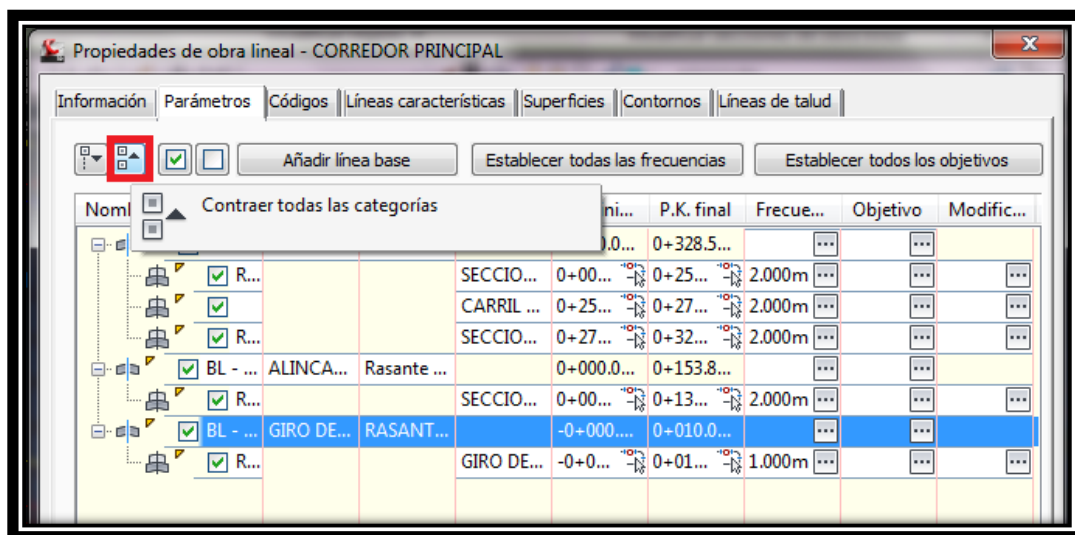 Propiedades de obra lineal - CORREDOR PRINCIPAL
Información Parámetros Códigos Líneas características Superficies Contornos Líneas de talud
Añadir línea base Establecer todas las frecuencias Establecer todos los objetivos
Contraer todas las categorías
ni... P.K. final Frecue... Objetivo Modific...
.0... 0+328.5...
R... SECCIO... 0+00... 0+25... 2.000m
CARRIL ... 0+25... 0+27... 2.000m
R... SECCIO... 0+27... 0+32... 2.000m
BL - ... ALINCA... Rasante ... 0+000.0... 0+153.8...
R... SECCIO... 0+00... 0+13... 2.000m
BL - ... GIRO DE... RASANT... -0+000.... 0+010.0...
R... GIRO DE... -0+0... 0+01... 1.000m